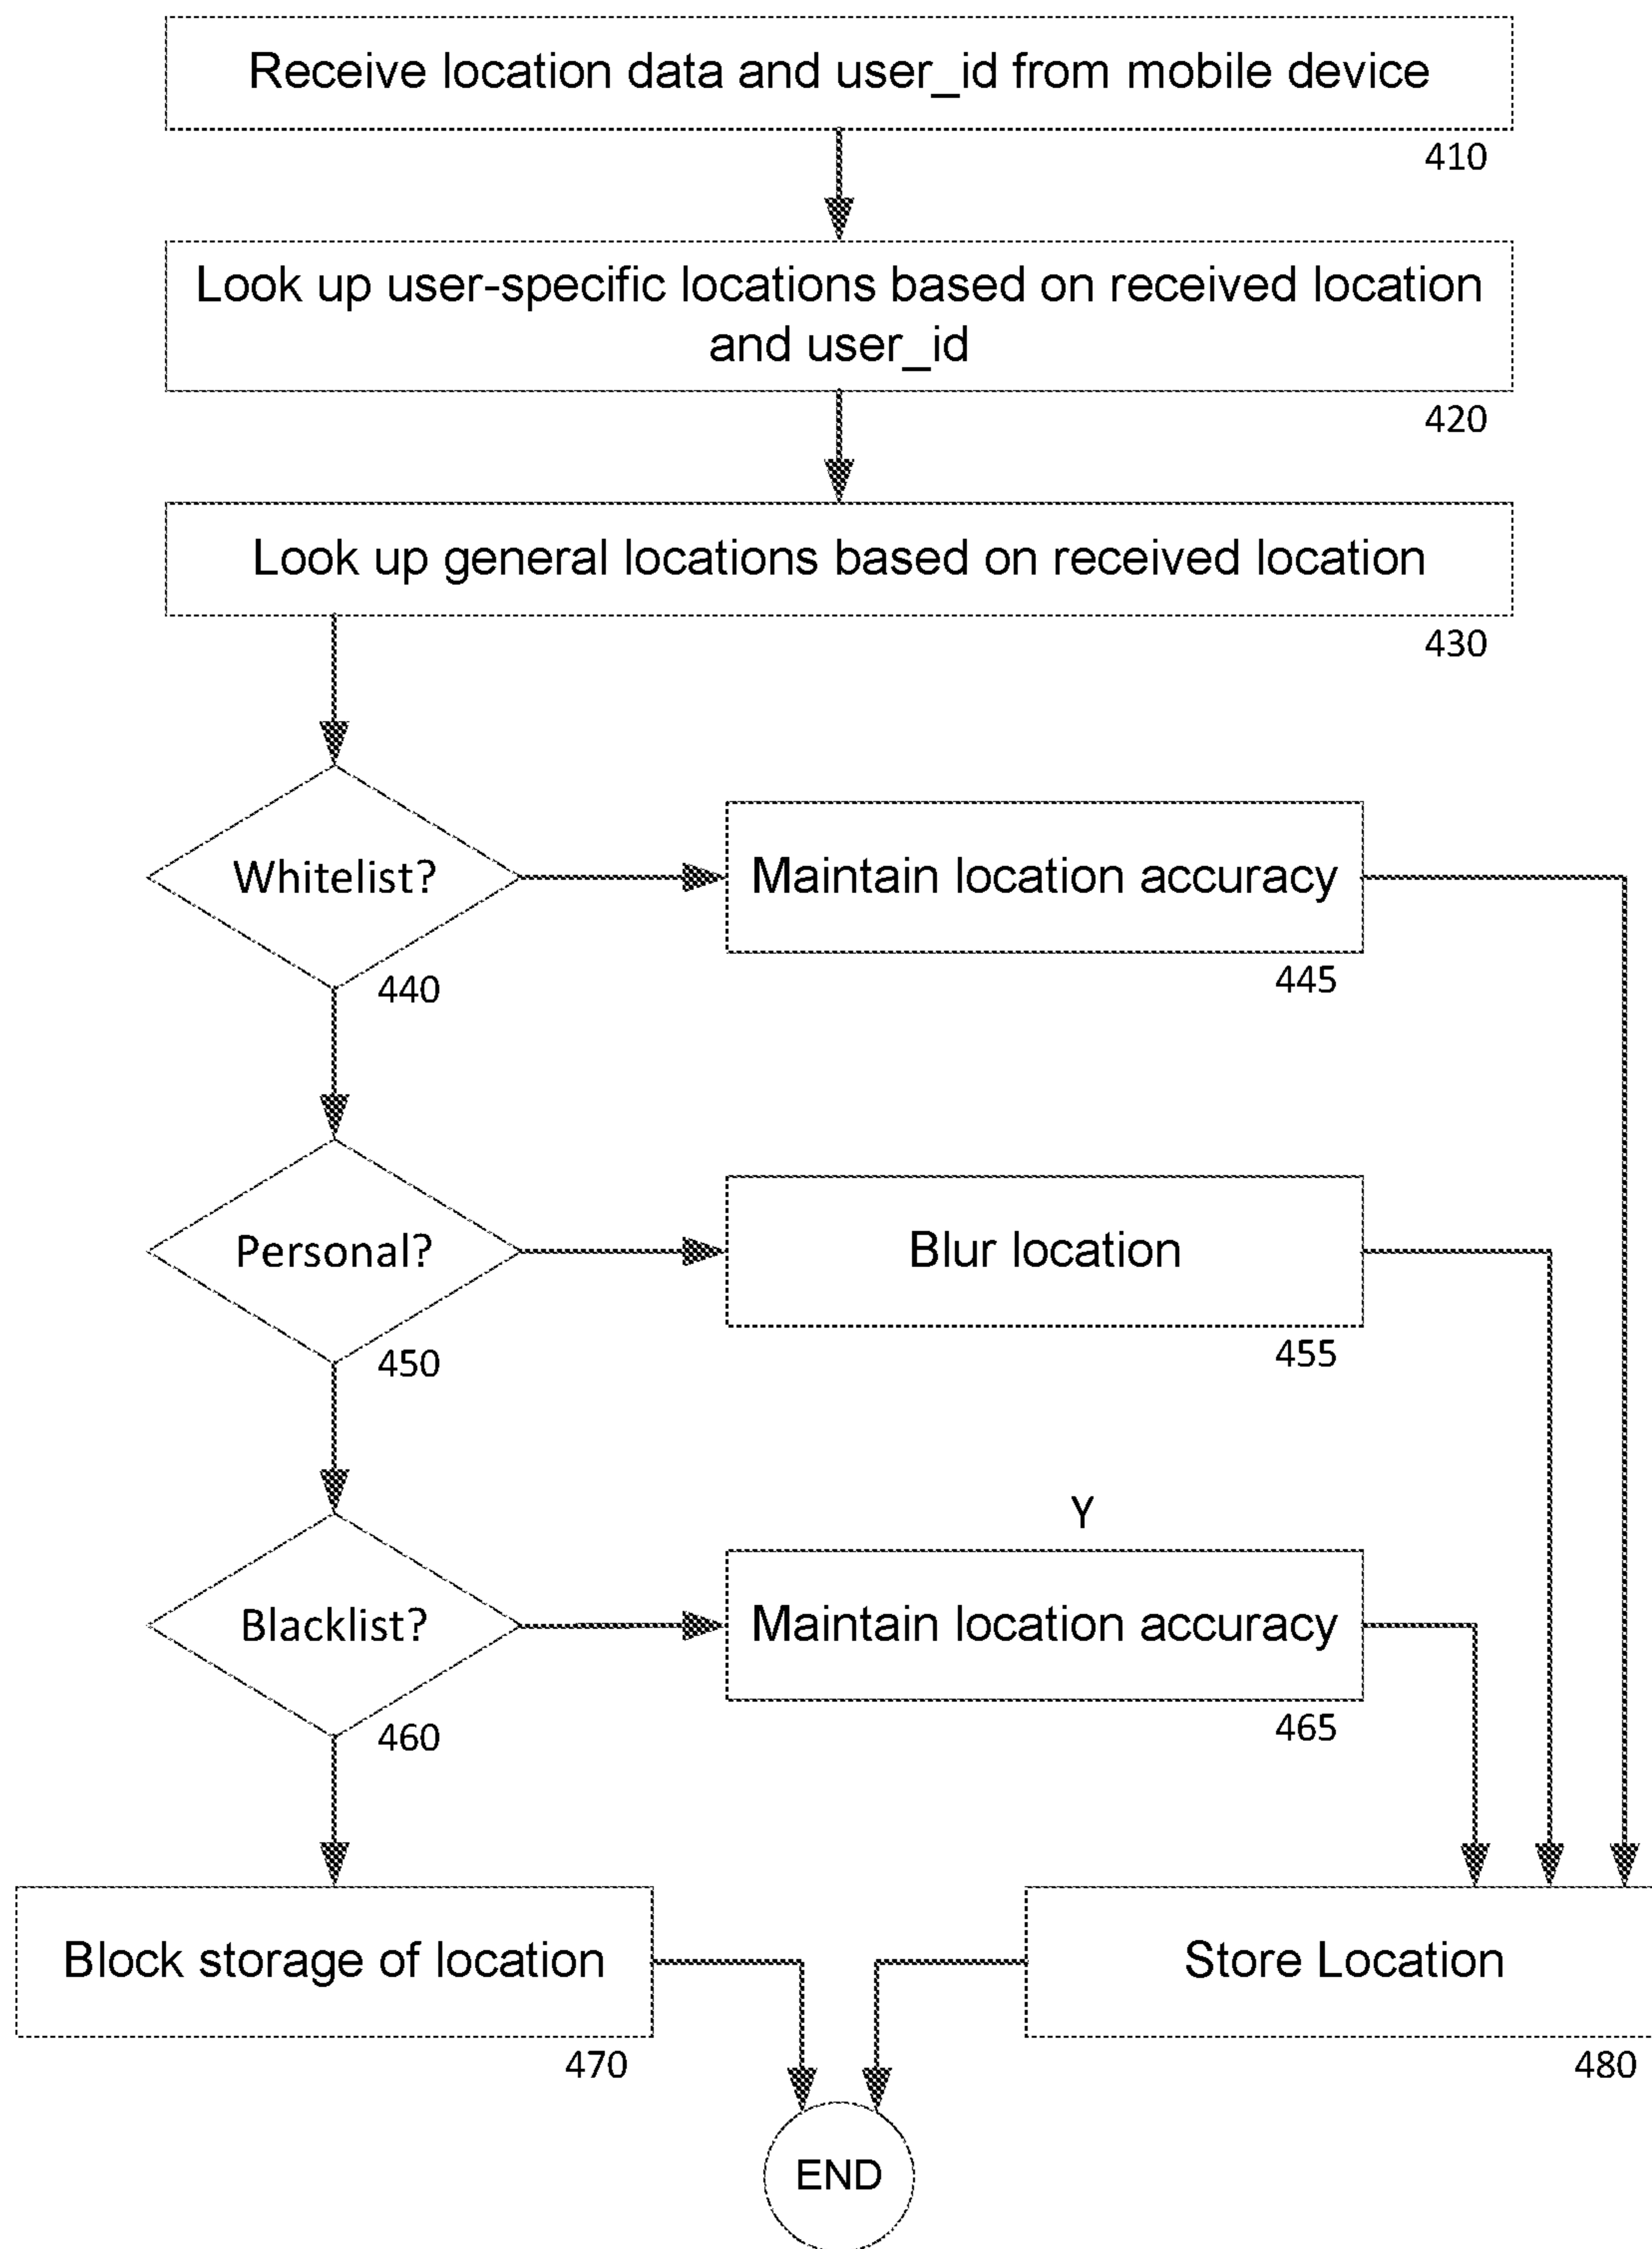 Receive location data and user_id from mobile device
410
Look up user-specific locations based on received location
and user_id
420
Look up general locations based on received location
430
Whitelist?
440
Maintain location accuracy
445
Personal?
450
Blur location
455
Y
Blacklist?
460
Maintain location accuracy
465
Block storage of location
470
Store Location
480
END